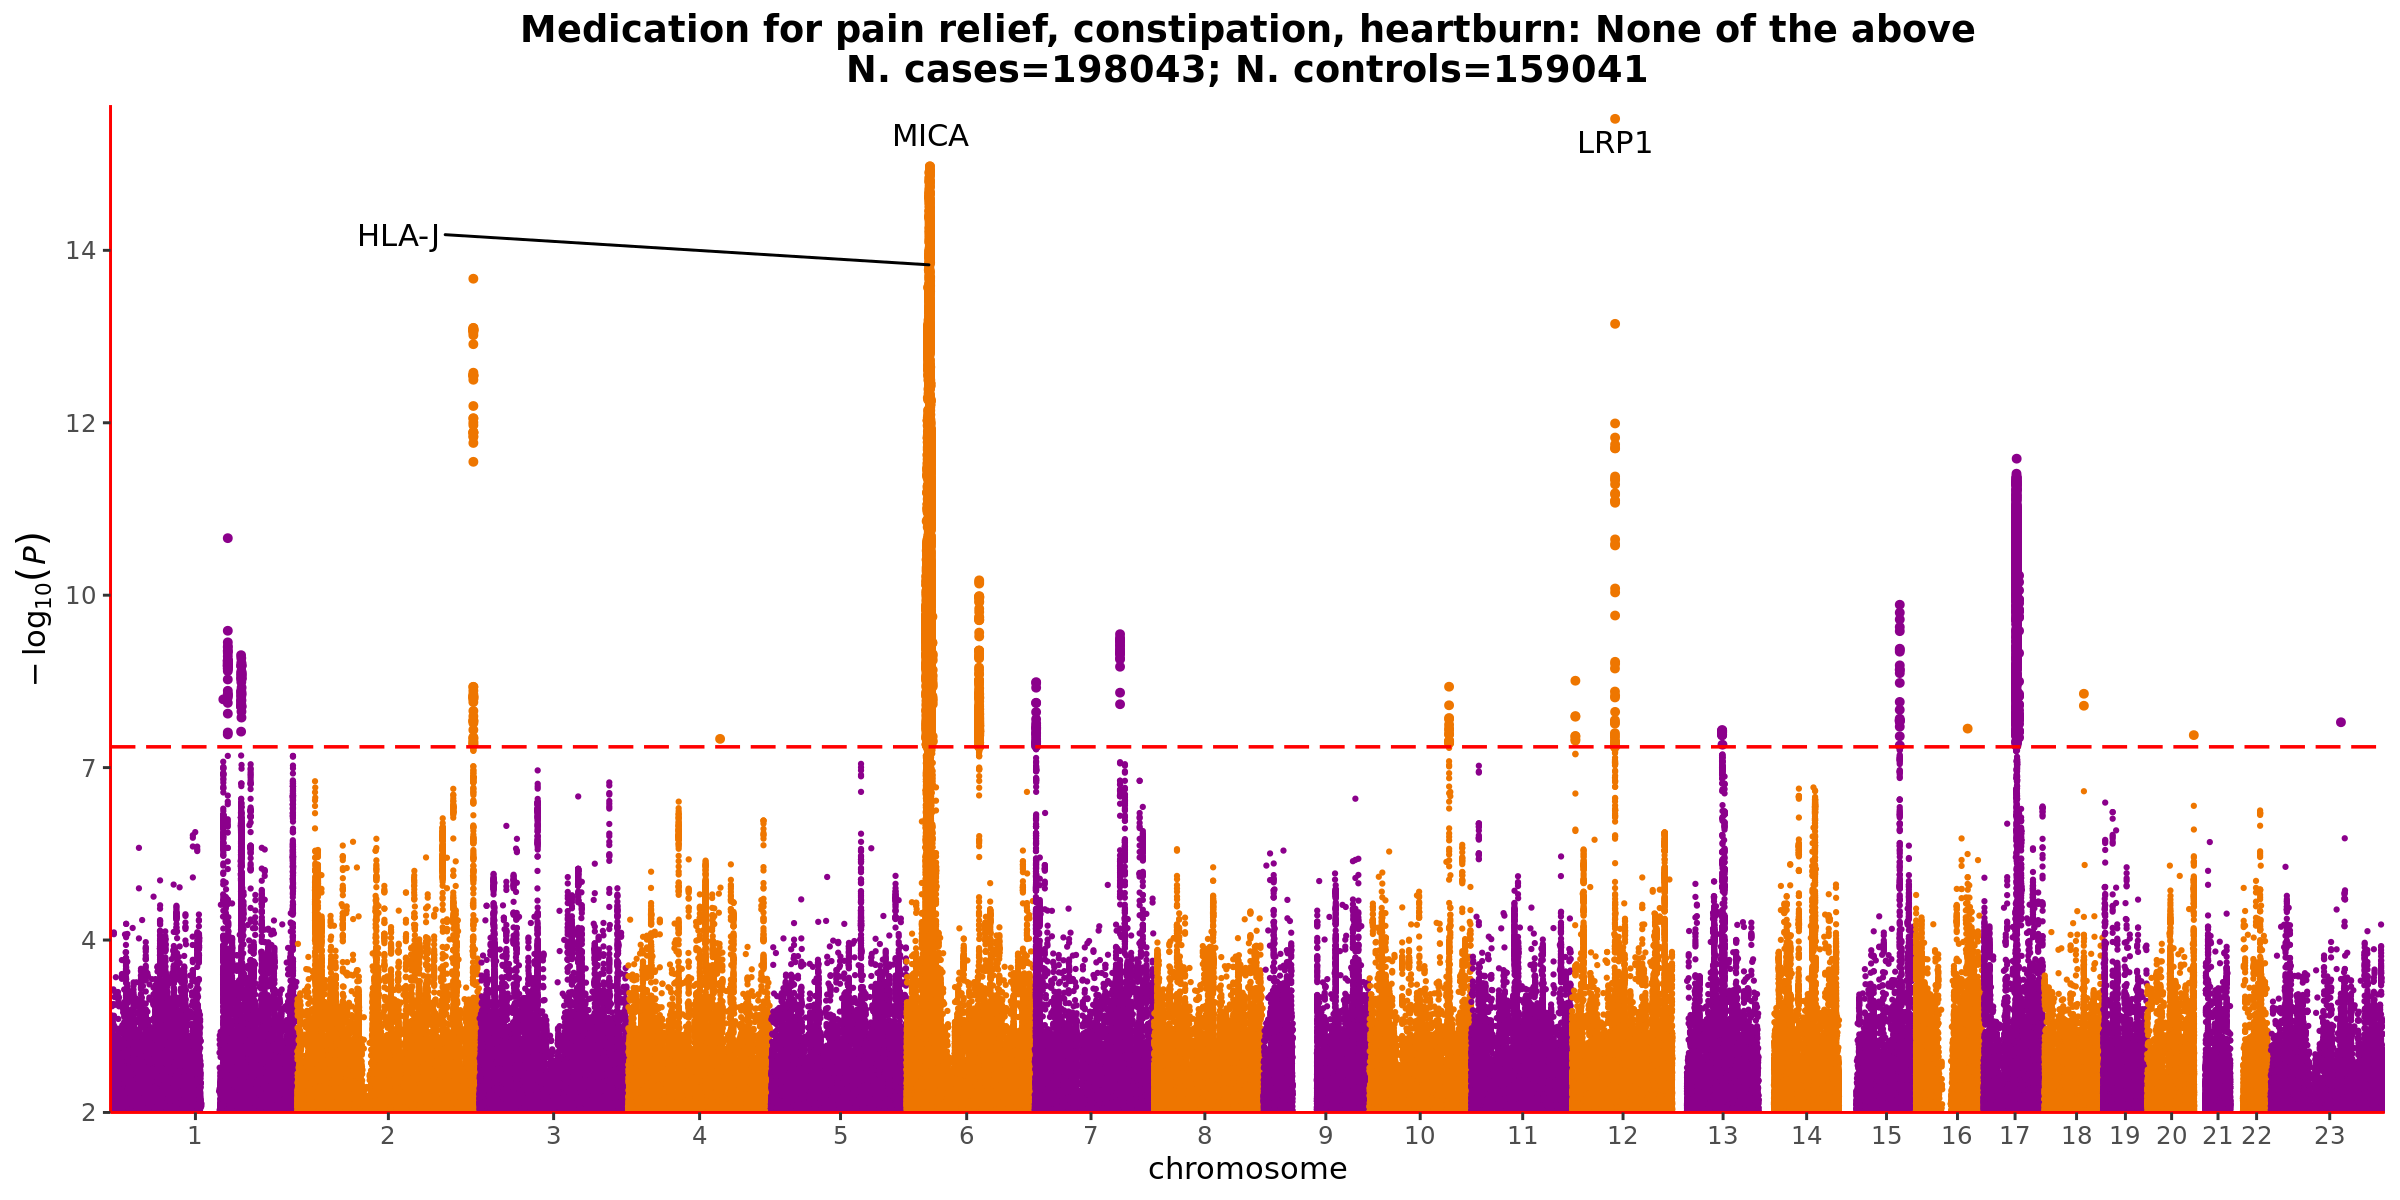 Medication for pain relief, constipation, heartburn: None of the above
N. cases=198043; N. controls=159041
MICA
LRP1
HLA-J
14
12
10
7
4
2
−log10(P)
1 2 3 4 5 6 7 8 9 10 11 12 13 14 15 16 17 18 19 20 21 22 23
chromosome